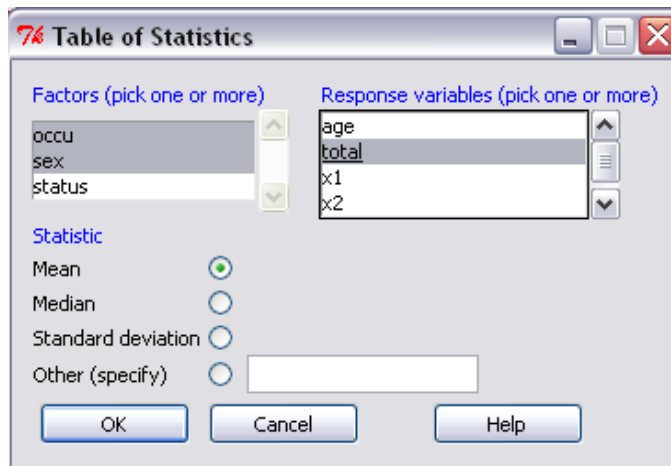 Table of Statistics
Factors (pick one or more)
occu
sex
status
Response variables (pick one or more)
age
total
x1
x2
Statistic
Mean
Median
Standard deviation
Other (specify)
OK
Cancel
Help